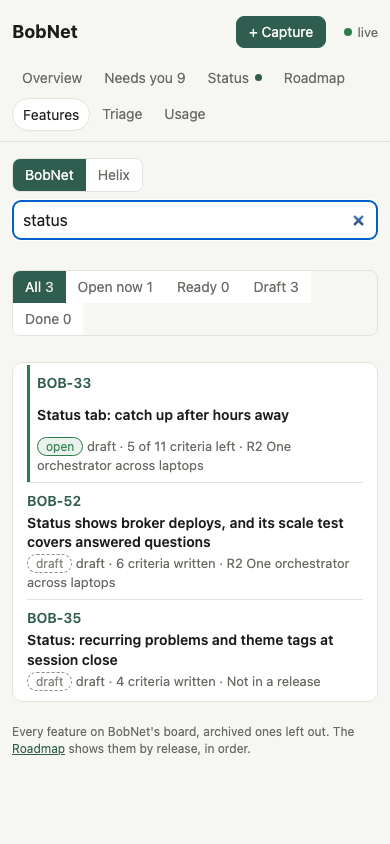 BobNet
+ Capture
live
Overview
Needs you 9
Status
Roadmap
Features
Triage
Usage
BobNet
Helix
status
All 3
Open now 1
Ready 0
Draft 3
Done 0
BOB-33
Status tab: catch up after hours away
open draft · 5 of 11 criteria left · R2 One
orchestrator across laptops
BOB-52
Status shows broker deploys, and its scale test
covers answered questions
draft draft · 6 criteria written · R2 One orchestrator
across laptops
BOB-35
Status: recurring problems and theme tags at
session close
draft draft · 4 criteria written · Not in a release
Every feature on BobNet's board, archived ones left out. The
Roadmap shows them by release, in order.